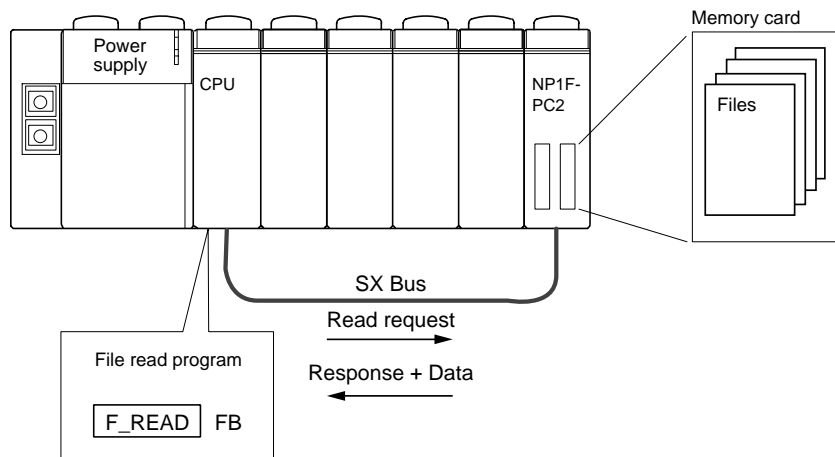 Memory card
Power
supply
CPU
NP1F-
PC2
Files
SX Bus
Read request
File read program
Response + Data
F_READ FB